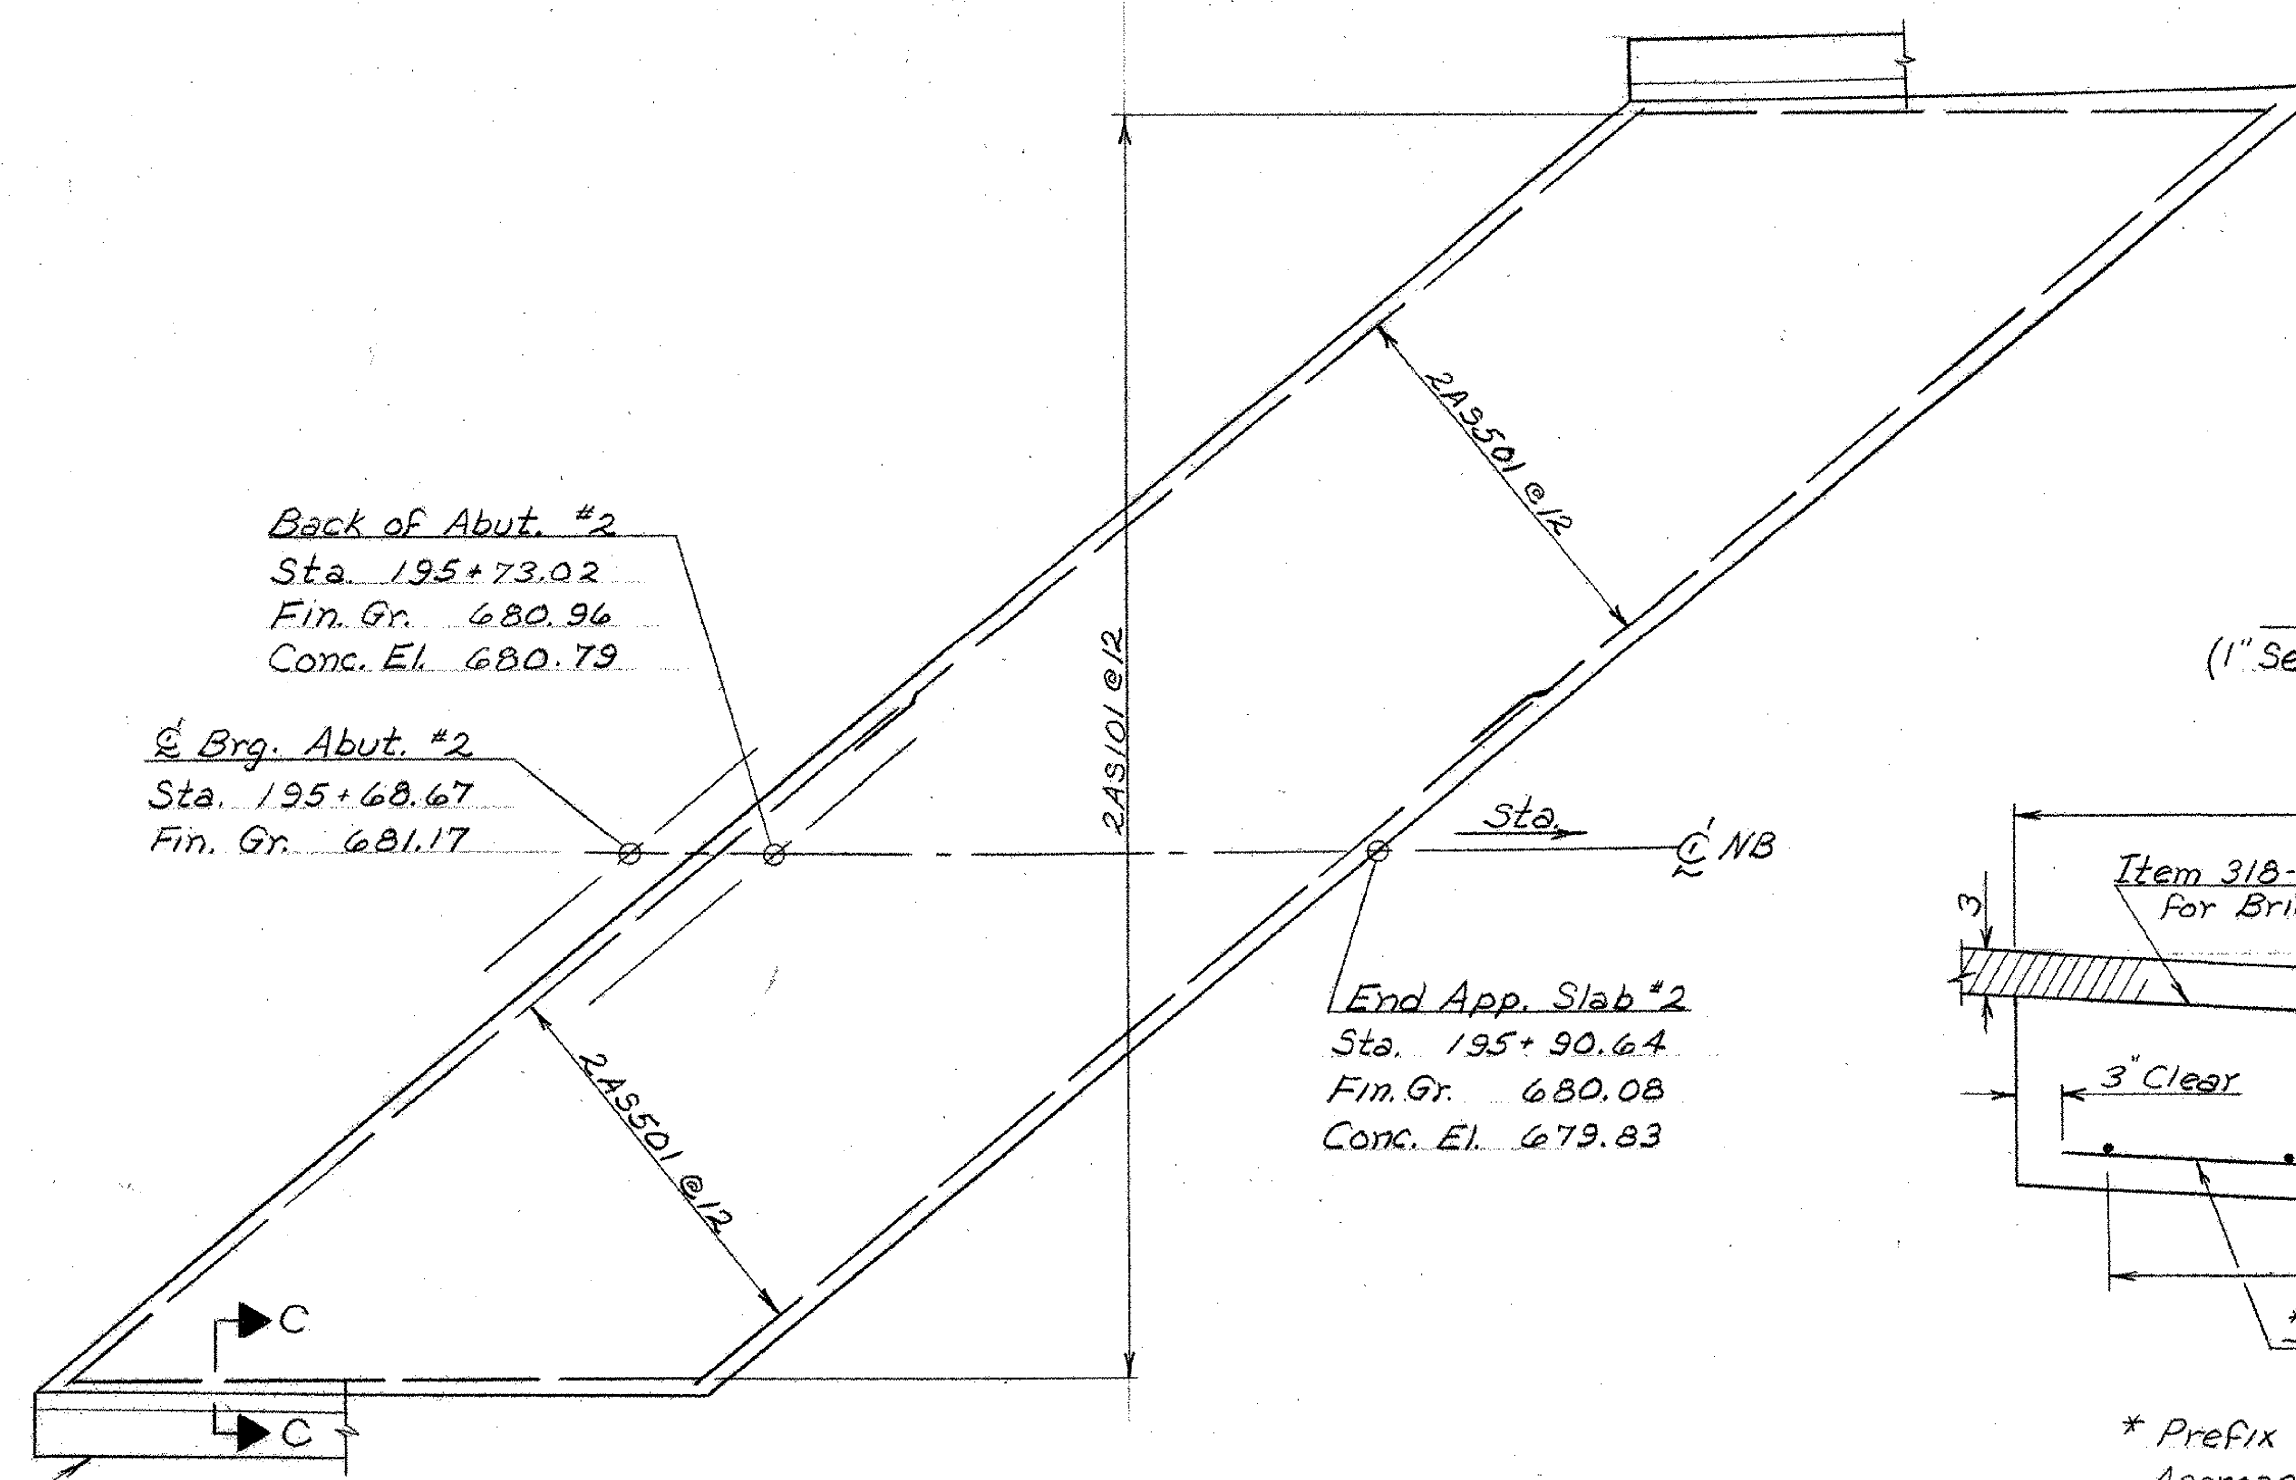 Back of Abut. #2
Sta. 195+73.02
Fin. Gr. 680.96
Conc. El. 680.79
℄ Brg. Abut. #2
Sta. 195+68.67
Fin. Gr. 681.17
2AS501 @ 12
2AS101 @ 12
2AS501 @ 12
Sta.
℄ NB
End App. Slab #2
Sta. 195+90.64
Fin. Gr. 680.08
Conc. El. 679.83
C
C
(1"
Item 318-
for
3
3" Clear
*
* Prefix